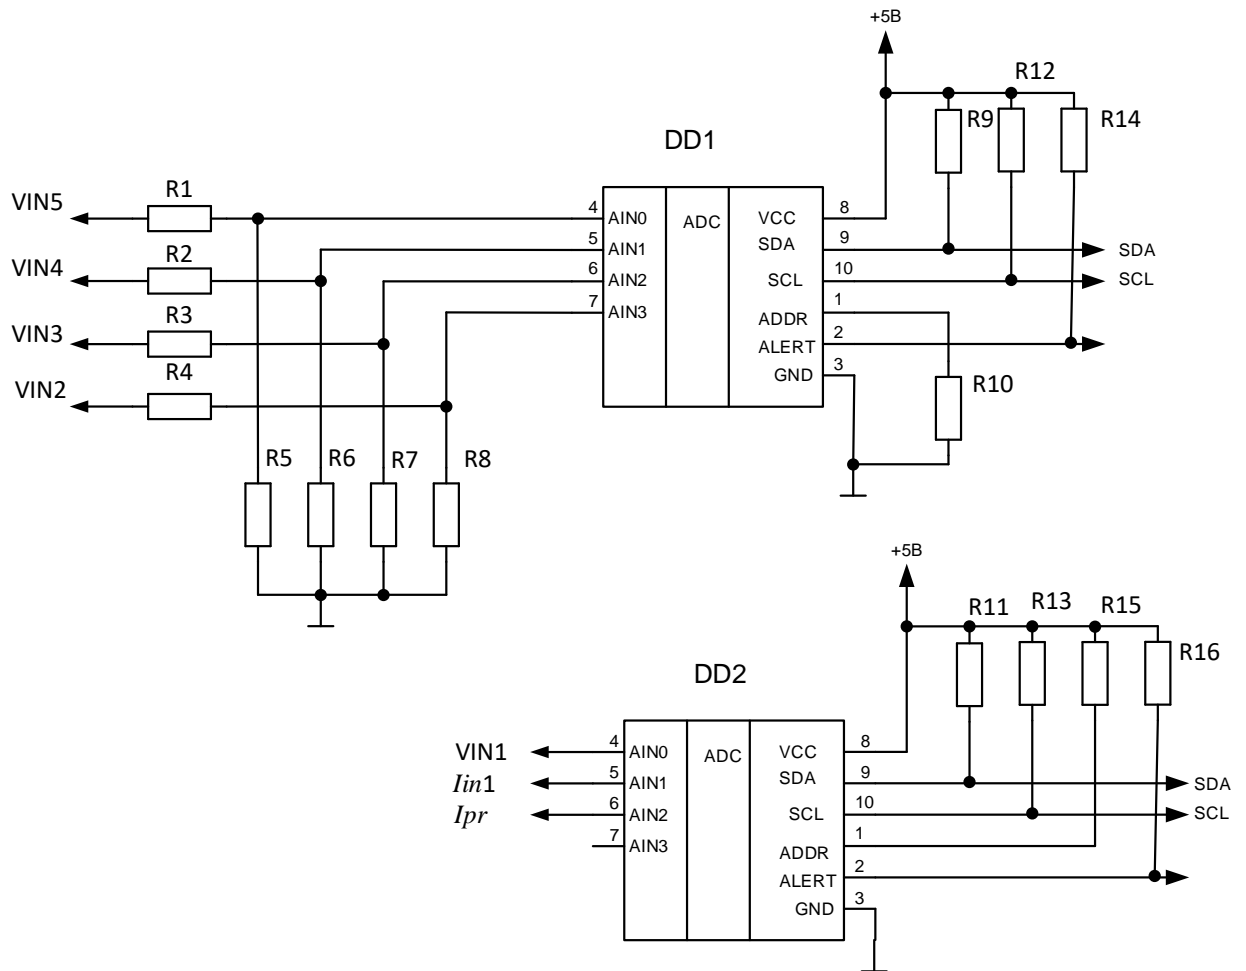 +5В
R12
R9
R14
DD1
R1
VIN5
4
AIN0
ADC
VCC
8
5
AIN1
SDA
9
SDA
R2
VIN4
6
AIN2
SCL
10
SCL
7
AIN3
ADDR
1
R3
VIN3
ALERT
2
R4
VIN2
GND
3
R10
R5
R6
R7
R8
+5В
R11
R13
R15
R16
DD2
VIN1
4
AIN0
ADC
VCC
8
Iin1
5
AIN1
SDA
9
SDA
Ipr
6
AIN2
SCL
10
SCL
7
AIN3
ADDR
1
ALERT
2
GND
3